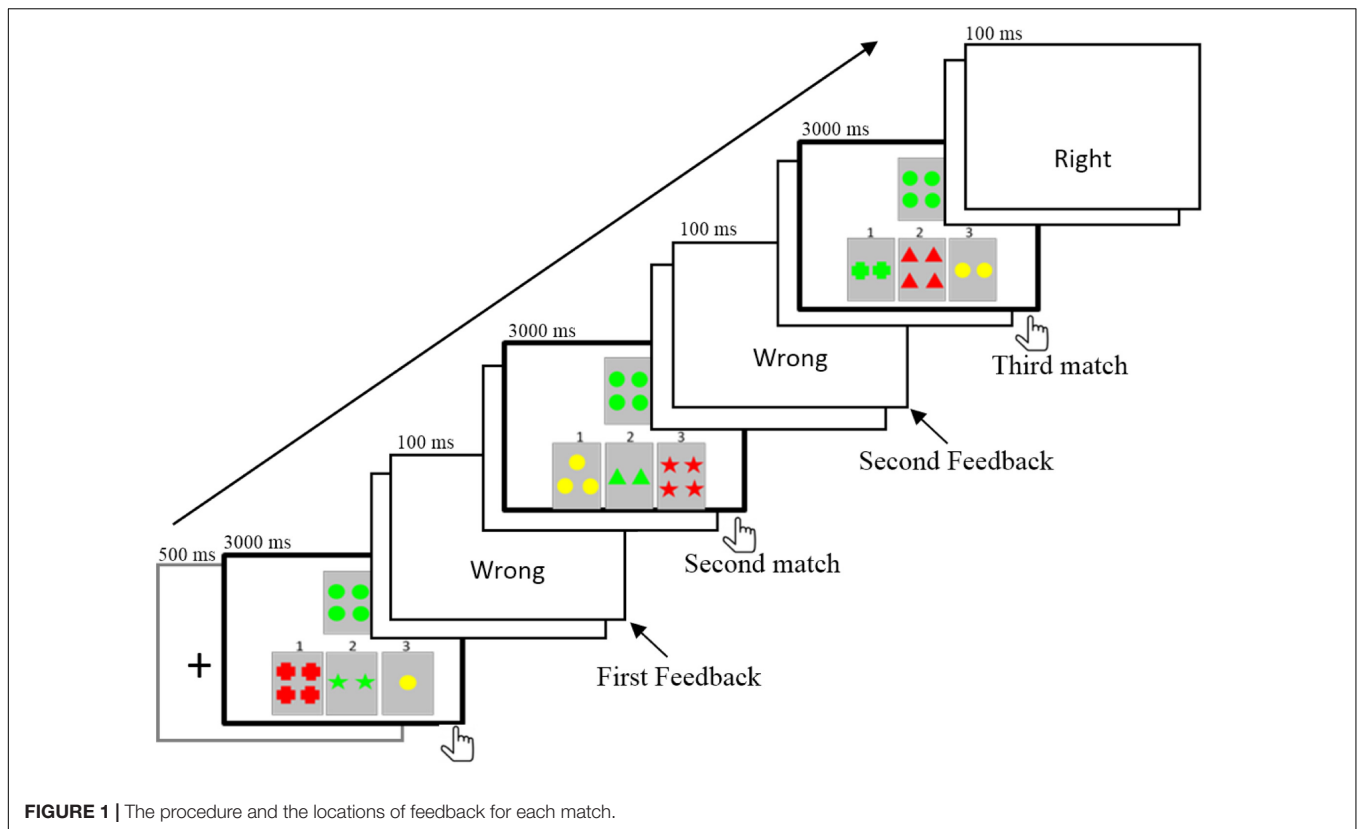 100 ms
Right
3000 ms
1 2 3
Third match
100 ms
Wrong
Second Feedback
3000 ms
1 2 3
Second match
100 ms
Wrong
First Feedback
500 ms
3000 ms
+
1 2 3
FIGURE 1 | The procedure and the locations of feedback for each match.